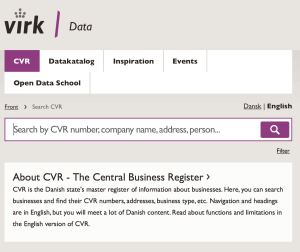 virk Data
CVR Datakatalog Inspiration Events
Open Data School
Front › Search CVR Dansk | English
Search by CVR number, company name, address, person...
Filter
About CVR - The Central Business Register ›
CVR is the Danish state's master register of information about businesses. Here, you can search
businesses and find their CVR numbers, addresses, business type, etc. Navigation and headings
are in English, but you will meet a lot of Danish content. Read about functions and limitations in
the English version of CVR.